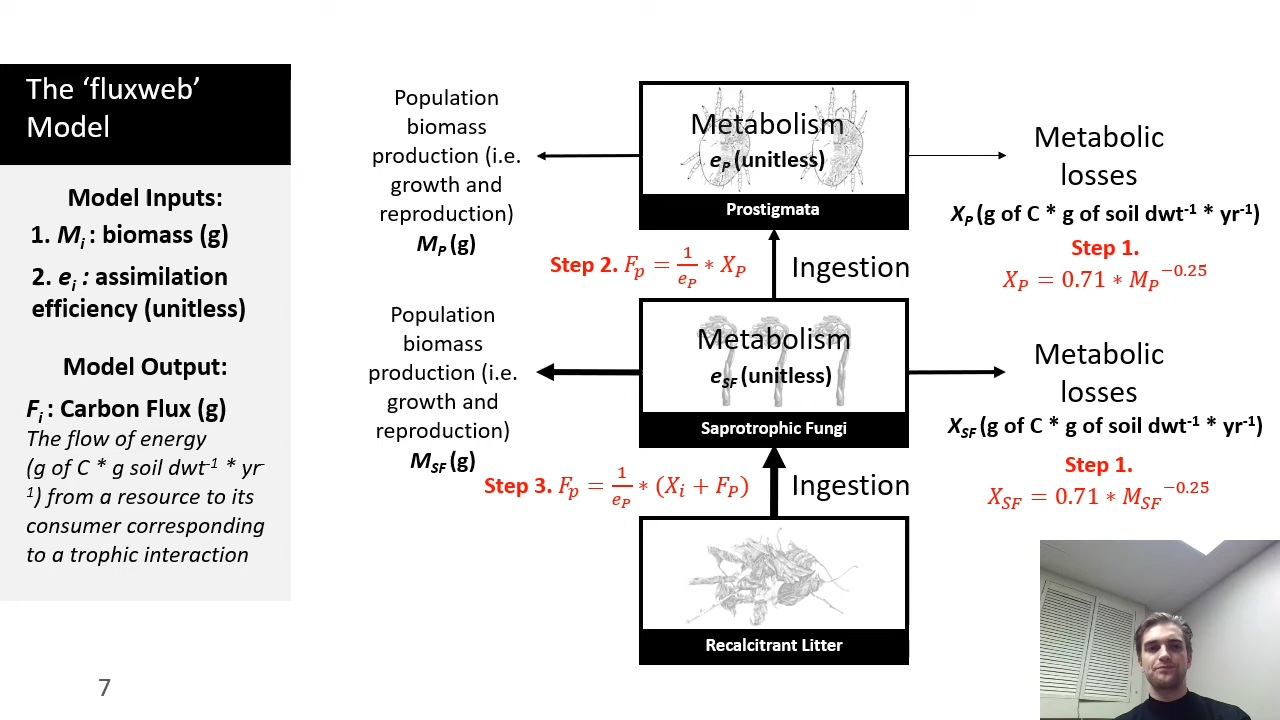 The ‘fluxweb’
Model
Model Inputs:
1. Mi : biomass (g)
2. ei : assimilation
efficiency (unitless)
Model Output:
Fi : Carbon Flux (g)
The flow of energy
(g of C * g soil dwt-1 * yr-
1) from a resource to its
consumer corresponding
to a trophic interaction
7
Population
biomass
production (i.e.
growth and
reproduction)
MP (g)
Metabolism
eP (unitless)
Prostigmata
Metabolic
losses
XP (g of C * g of soil dwt-1 * yr-1)
Step 1.
XP = 0.71 * MP^-0.25
Step 2. Fp = 1/eP * XP
Ingestion
Population
biomass
production (i.e.
growth and
reproduction)
MSF (g)
Metabolism
eSF (unitless)
Saprotrophic Fungi
Metabolic
losses
XSF (g of C * g of soil dwt-1 * yr-1)
Step 1.
XSF = 0.71 * MSF^-0.25
Step 3. Fp = 1/eP * (Xi + FP)
Ingestion
Recalcitrant Litter